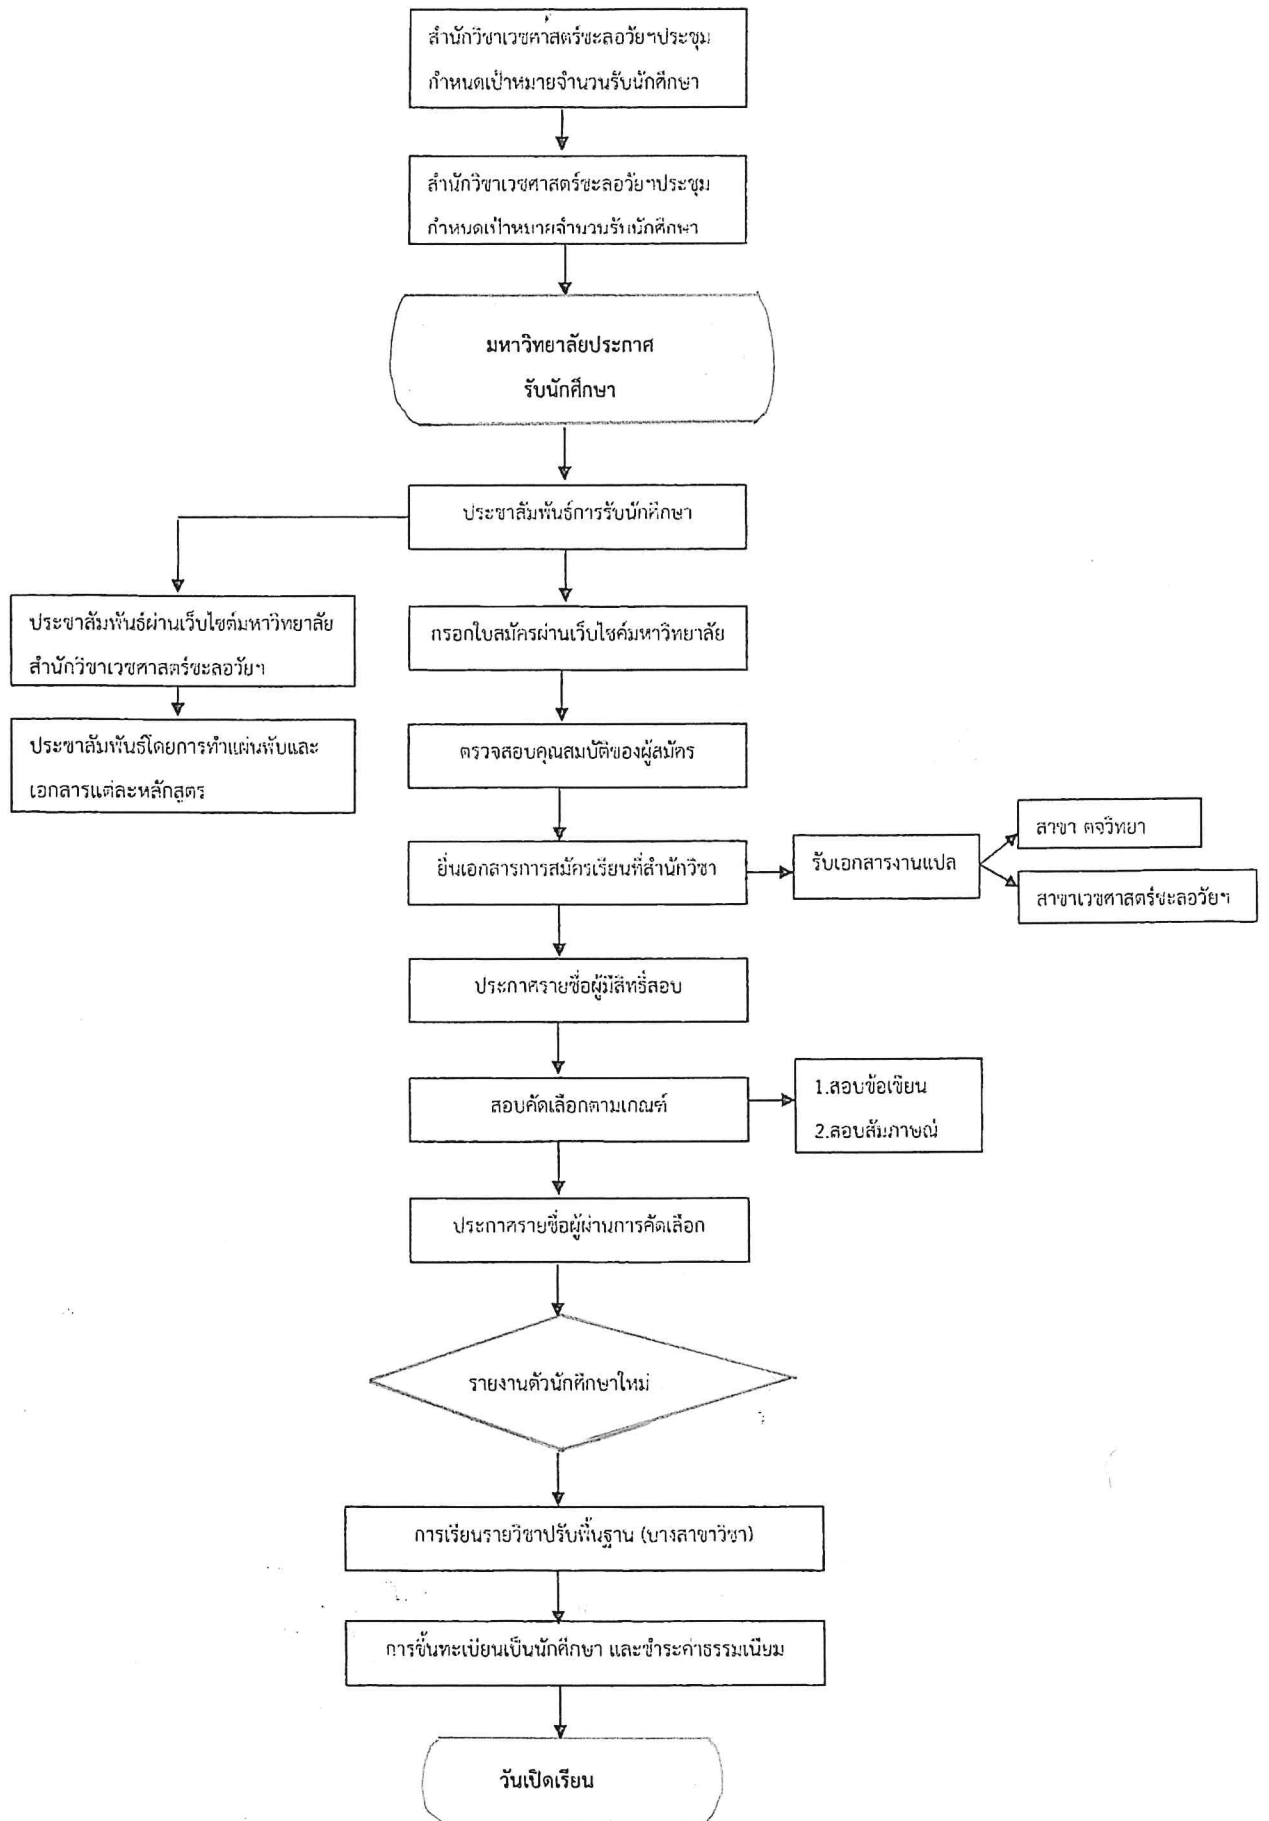 สำนักวิชาเวชศาสตร์ชะลอวัยฯประชุม
กำหนดเป้าหมายจำนวนรับนักศึกษา
สำนักวิชาเวชศาสตร์ชะลอวัยฯประชุม
กำหนดเป้าหมายจำนวนรับนักศึกษา
มหาวิทยาลัยประกาศ
รับนักศึกษา
ประชาสัมพันธ์การรับนักศึกษา
ประชาสัมพันธ์ผ่านเว็บไซต์มหาวิทยาลัย
สำนักวิชาเวชศาสตร์ชะลอวัยฯ
ประชาสัมพันธ์โดยการทำแผ่นพับและ
เอกสารแต่ละหลักสูตร
กรอกใบสมัครผ่านเว็บไซค์มหาวิทยาลัย
ตรวจสอบคุณสมบัติของผู้สมัคร
ยื่นเอกสารการสมัครเรียนที่สำนักวิชา
รับเอกสารงานแปล
สาขา ตจวิทยา
สาขาเวชศาสตร์ชะลอวัยฯ
ประกาศรายชื่อผู้มีสิทธิ์สอบ
สอบคัดเลือกตามเกณฑ์
1.สอบข้อเขียน
2.สอบสัมภาษณ์
ประกาศรายชื่อผู้ผ่านการคัดเลือก
รายงานตัวนักศึกษาใหม่
การเรียนรายวิชาปรับพื้นฐาน (บางสาขาวิชา)
การขึ้นทะเบียนเป็นนักศึกษา และชำระค่าธรรมเนียม
วันเปิดเรียน